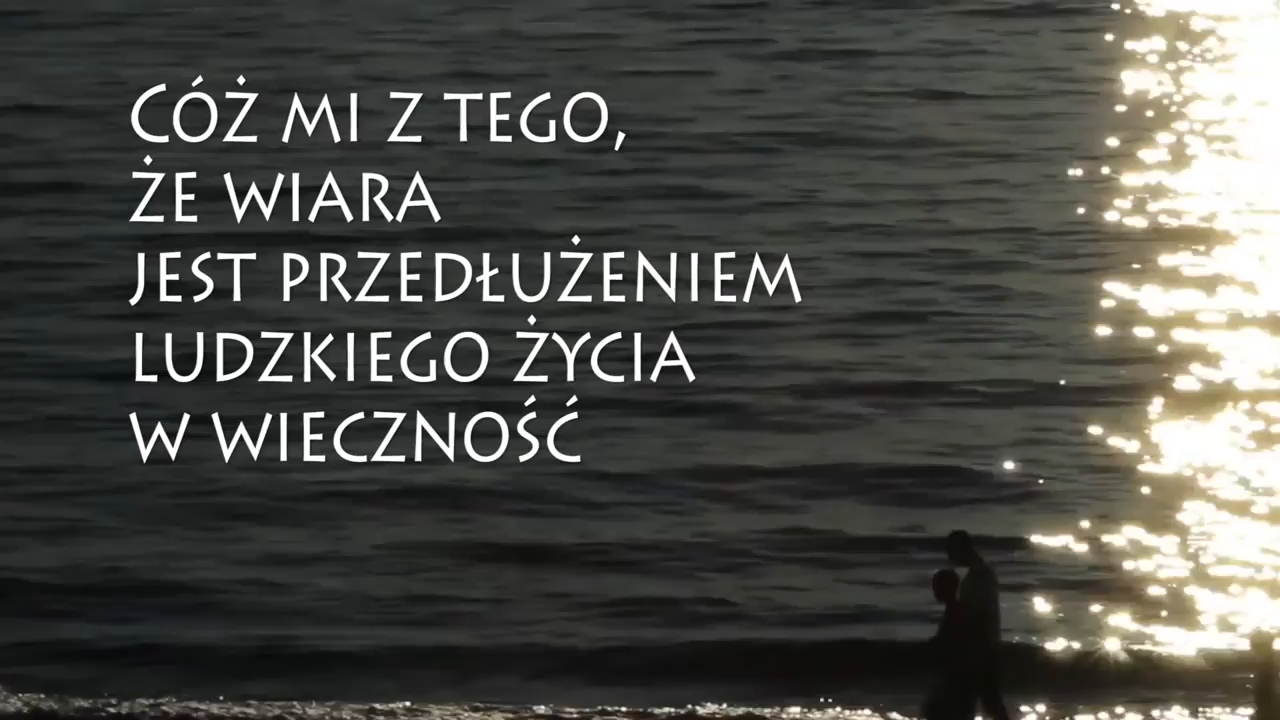 Cóż mi z tego,
że wiara
jest przedłużeniem
ludzkiego życia
w wieczność